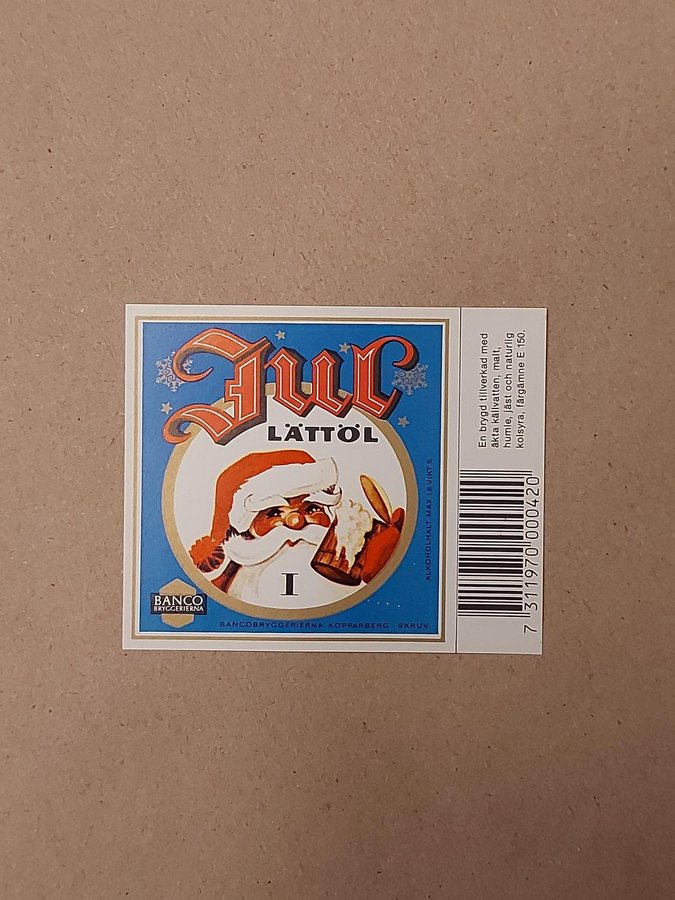 Jul
LÄTTÖL
I
ALKOHOLHALT MAX 1.8 VIKT %
BANCO
BRYGGERIERNA
BANCOBRYGGERIERNA KOPPARBERG SKRUV
En brygd tillverkad med
äkta källvatten, malt,
humle, jäst och naturlig
kolsyra, färgämne E 150.
7 311970 000420